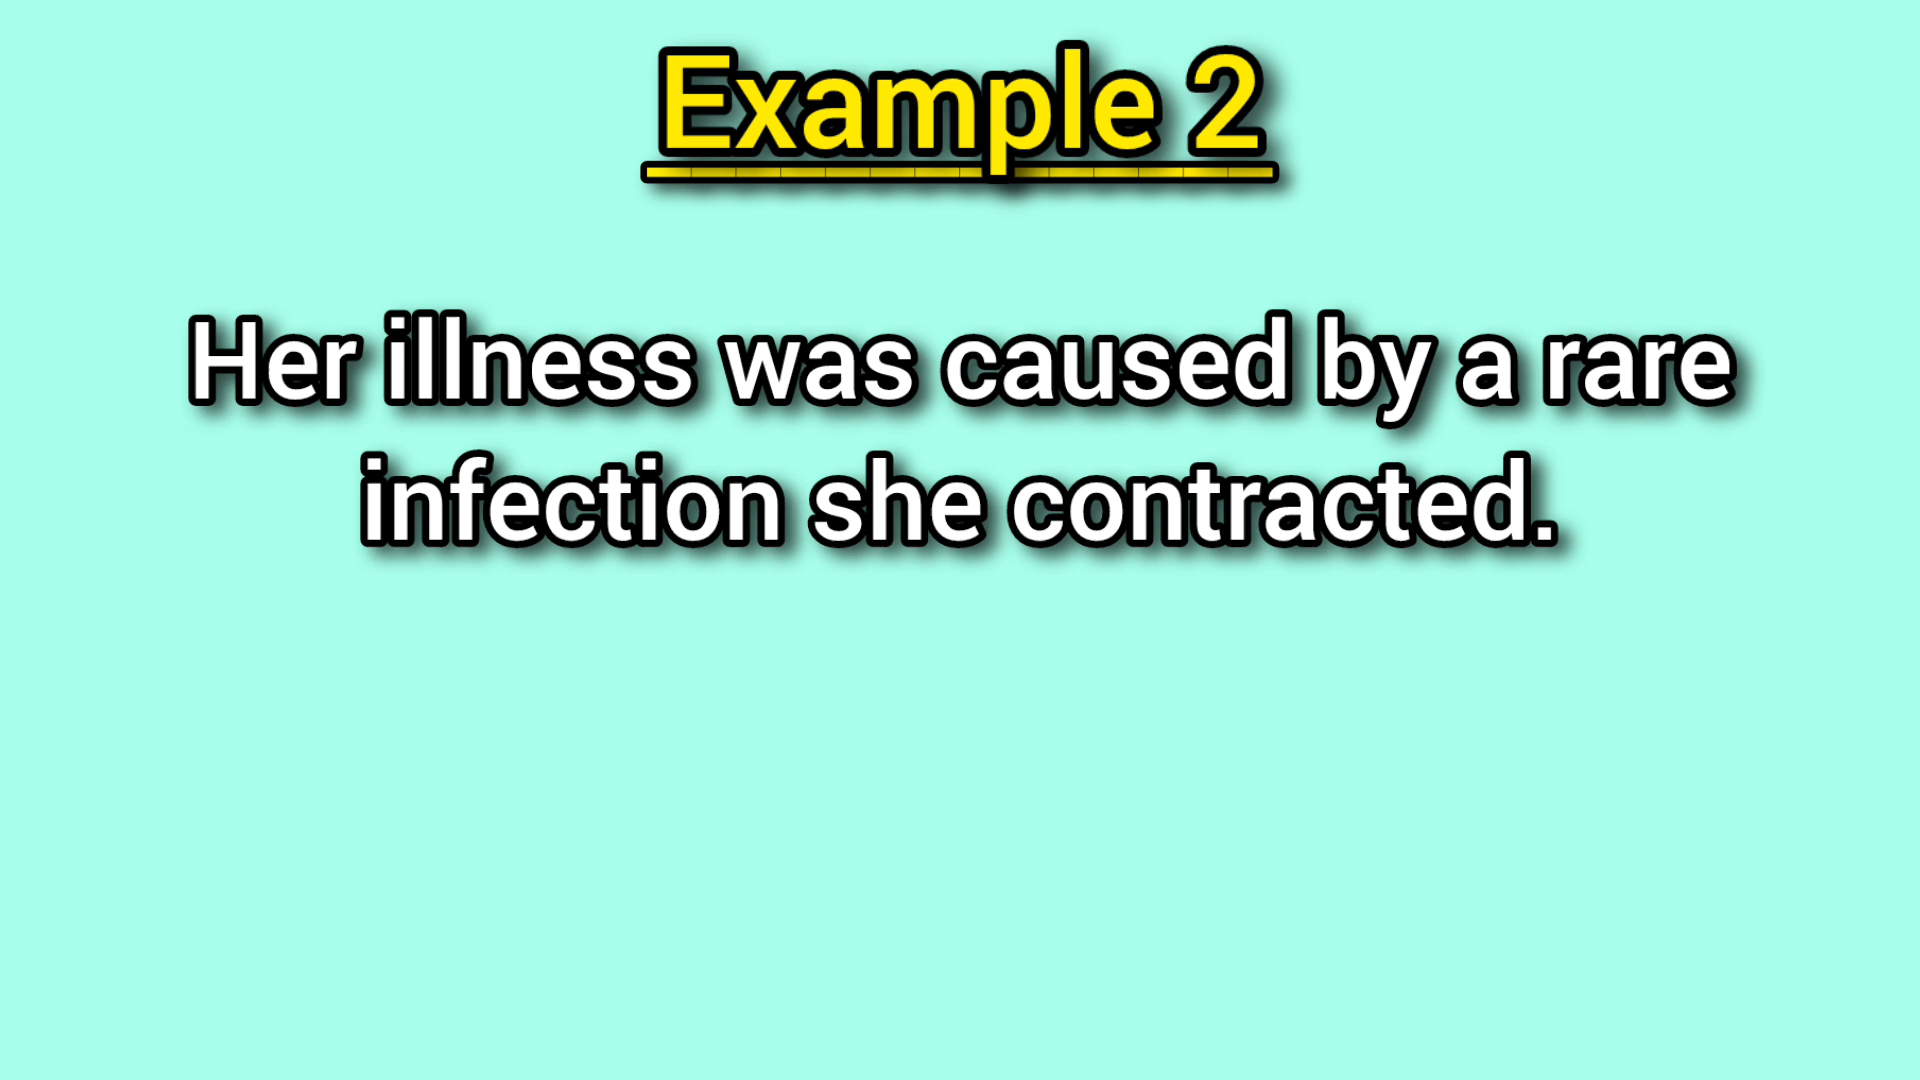 Example 2
Her illness was caused by a rare
infection she contracted.